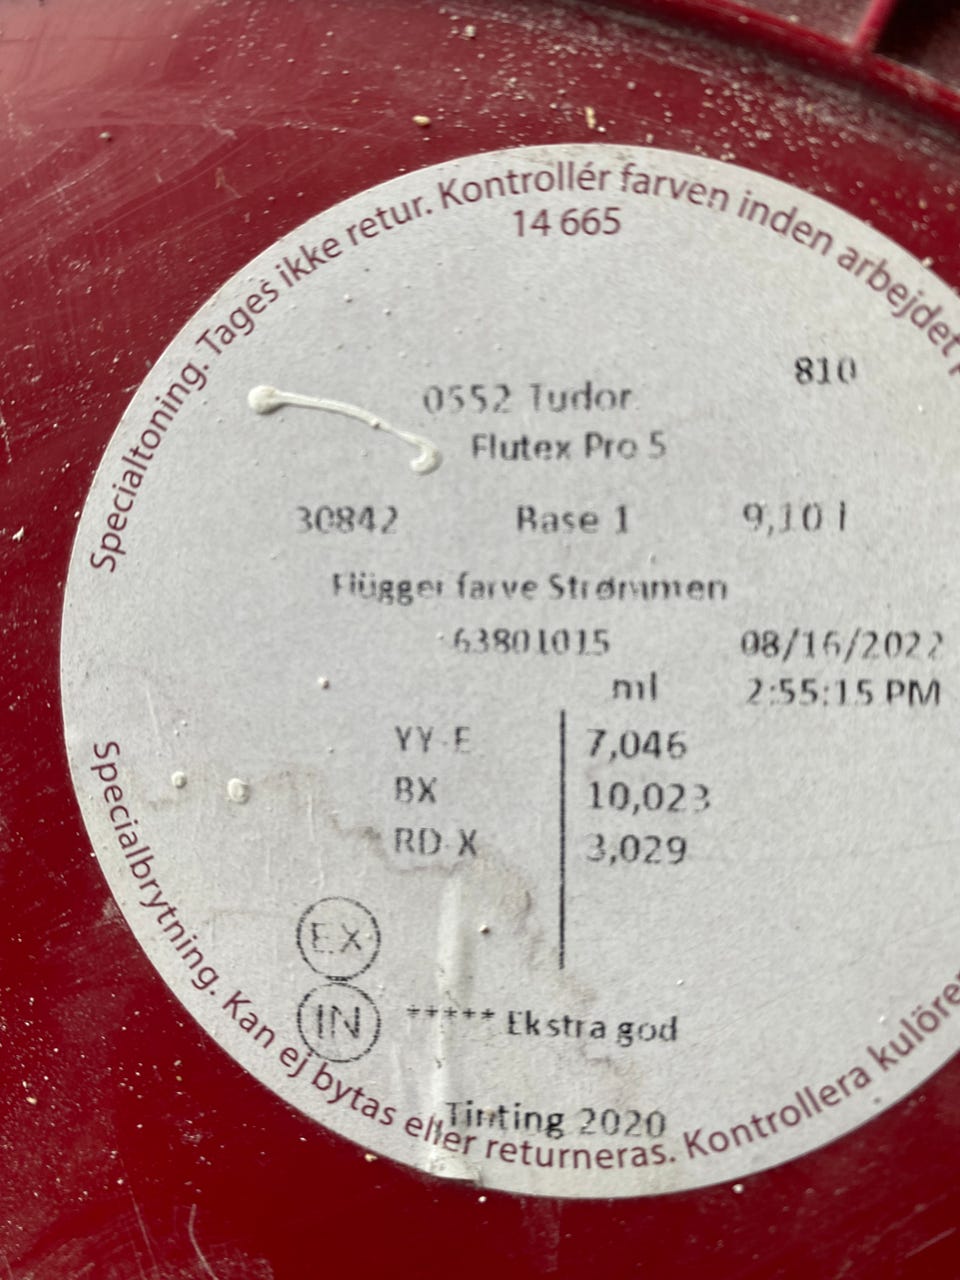 Specialtoning. Tages ikke retur. Kontrollér farven inden arbejdet
14 665
810
0552 Tudor
Flutex Pro 5
30842 Base 1 9,10 l
Flügger farve Strømmen
63801015 08/16/2022
ml 2:55:15 PM
YY-E 7,046
BX 10,023
RD-X 3,029
EX
IN ***** Ekstra god
Tinting 2020
Specialbrytning. Kan ej bytas eller returneras. Kontrollera